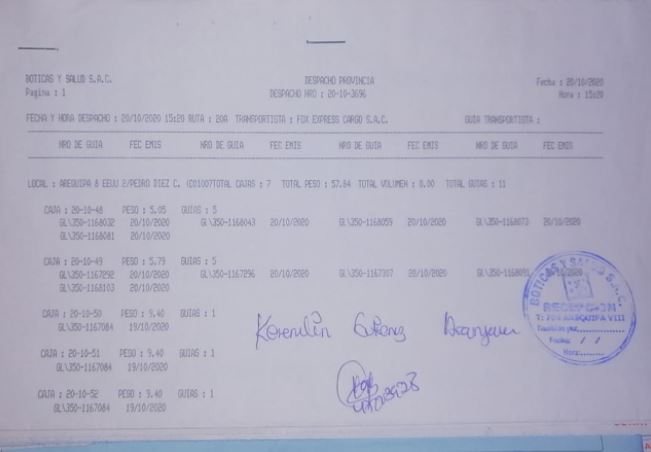 BOTICAS Y SALUD S.A.C. DESPACHO PROVINCIA Fecha : 20/10/2020
Pagina : 1 DESPACHO NRO : 20-10-3696 Hora : 15:20
FECHA Y HORA DESPACHO : 20/10/2020 15:20 RUTA : 20A TRANSPORTISTA : FOX EXPRESS CARGO S.A.C. GUIA TRANSPORTISTA :
NRO DE GUIA FEC EMIS NRO DE GUIA FEC EMIS NRO DE GUIA FEC EMIS NRO DE GUIA FEC EMIS
LOCAL : AREQUIPA 8 EEUU 2/PEDRO DIEZ C. (C01007TOTAL CAJAS : 7 TOTAL PESO : 57.84 TOTAL VOLUMEN : 0.00 TOTAL GUIAS : 11
CAJA : 20-10-48 PESO : 5.05 GUIAS : 5
GL\350-1168032 20/10/2020 GL\350-1168043 20/10/2020 GL\350-1168059 20/10/2020 GL\350-1168073 20/10/2020
GL\350-1168081 20/10/2020
CAJA : 20-10-49 PESO : 5.79 GUIAS : 5
GL\350-1167292 20/10/2020 GL\350-1167296 20/10/2020 GL\350-1167307 20/10/2020 GL\350-1168091 20/10/2020
GL\350-1168103 20/10/2020
CAJA : 20-10-50 PESO : 9.40 GUIAS : 1
GL\350-1167084 19/10/2020
CAJA : 20-10-51 PESO : 9.40 GUIAS : 1
GL\350-1167084 19/10/2020
CAJA : 20-10-52 PESO : 9.40 GUIAS : 1
GL\350-1167084 19/10/2020
BOTICAS Y SALUD S.A.C.
RECEPCION
AREQUIPA VIII
Fecha: / /
Hora: